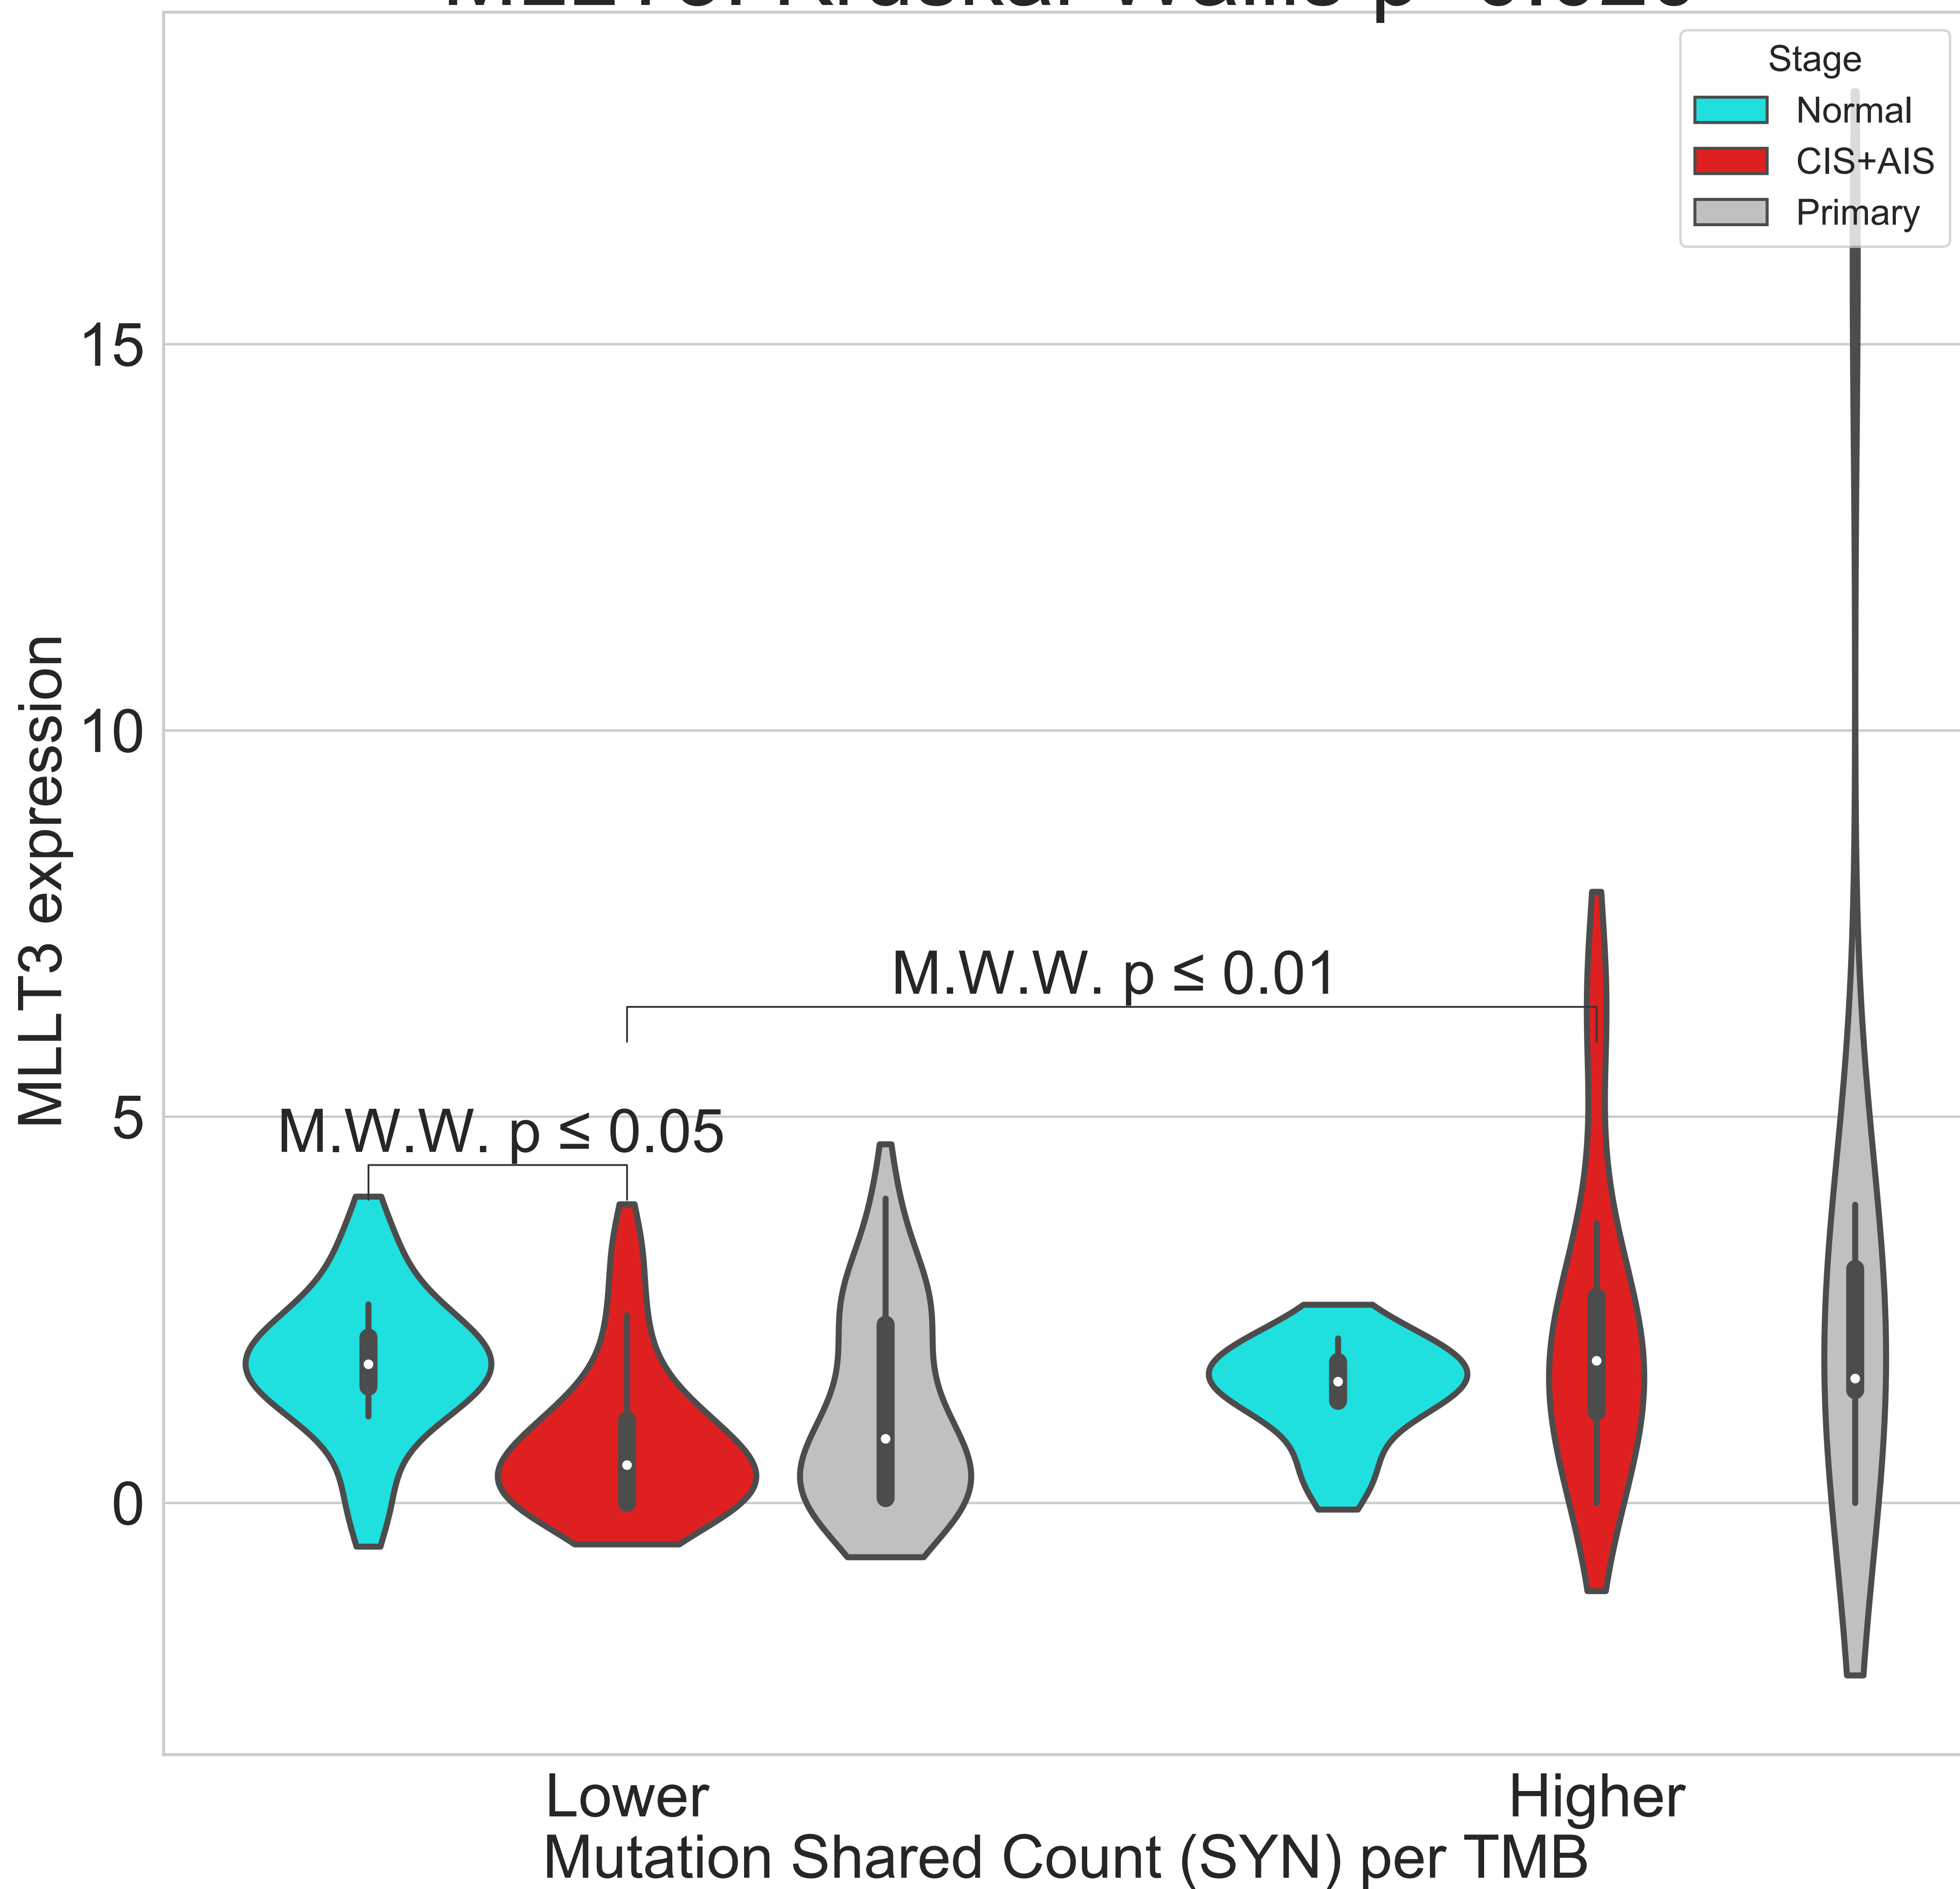 Stage
Normal
CIS+AIS
Primary
15
10
5
0
MLLT3 expression
M.W.W. p ≤ 0.01
M.W.W. p ≤ 0.05
Lower
Higher
Mutation Shared Count (SYN) per TMB